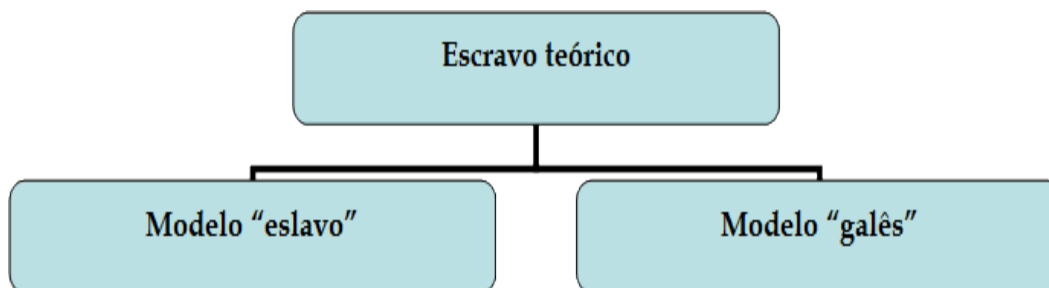 Escravo teórico
Modelo “eslavo”
Modelo “galês”